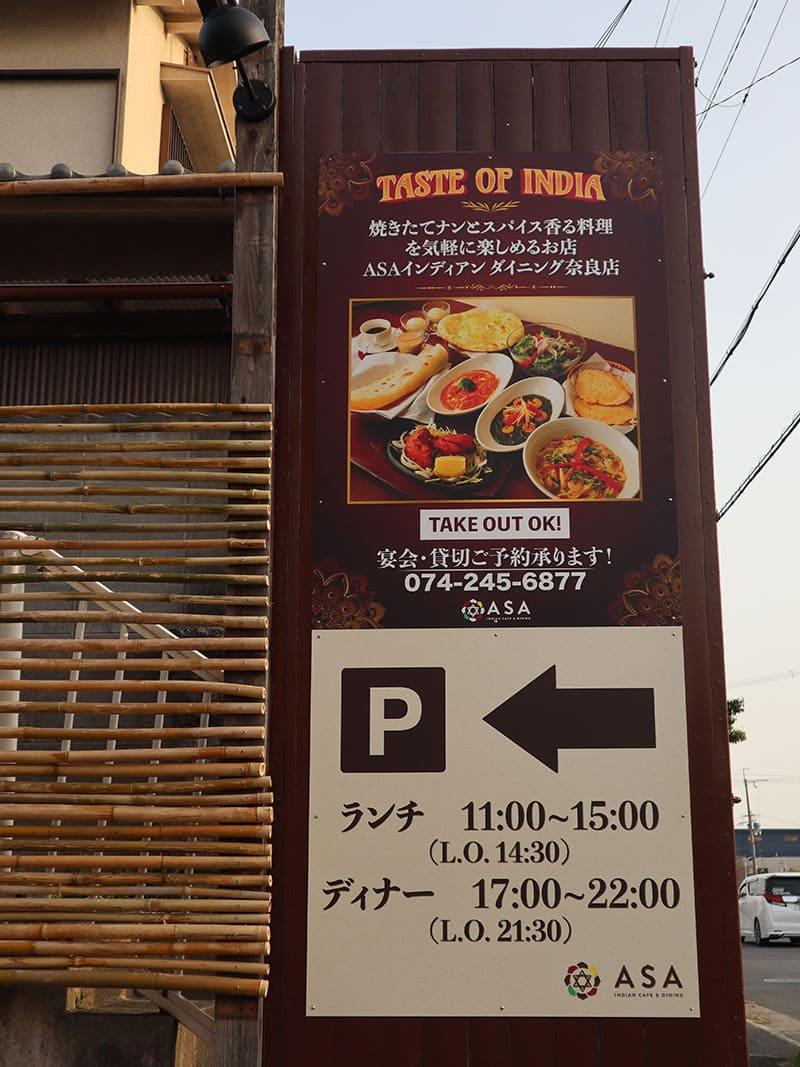 TASTE OF INDIA
焼きたてナンとスパイス香る料理
を気軽に楽しめるお店
ASAインディアン ダイニング奈良店
TAKE OUT OK!
宴会・貸切ご予約承ります!
074-245-6877
ASA
INDIAN CAFE & DINING
P
ランチ 11:00~15:00
(L.O. 14:30)
ディナー 17:00~22:00
(L.O. 21:30)
ASA
INDIAN CAFE & DINING